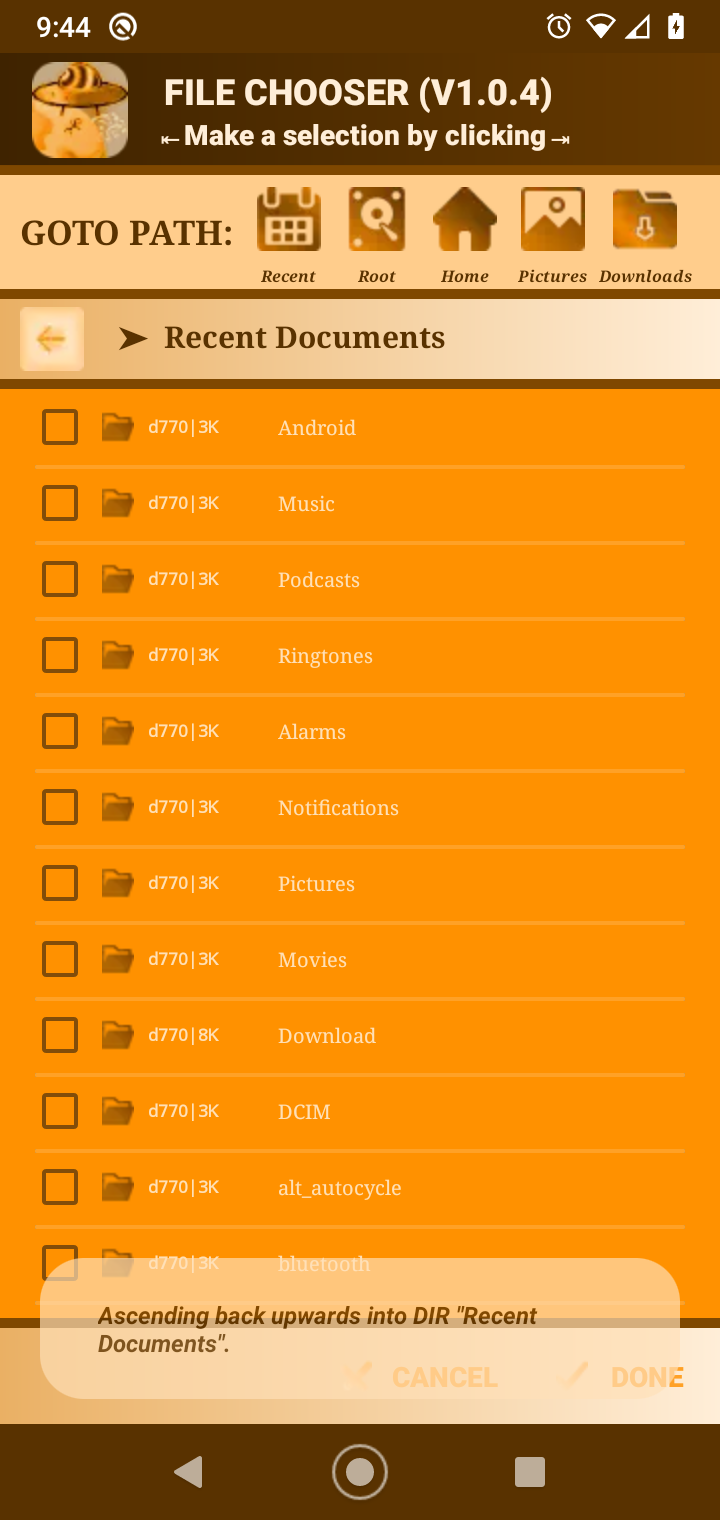 9:44
FILE CHOOSER (V1.0.4)
⇤ Make a selection by clicking ⇥
GOTO PATH:
Recent Root Home Pictures Downloads
➤ Recent Documents
d770|3K Android
d770|3K Music
d770|3K Podcasts
d770|3K Ringtones
d770|3K Alarms
d770|3K Notifications
d770|3K Pictures
d770|3K Movies
d770|8K Download
d770|3K DCIM
d770|3K alt_autocycle
d770|3K bluetooth
Ascending back upwards into DIR "Recent
Documents".
CANCEL DONE